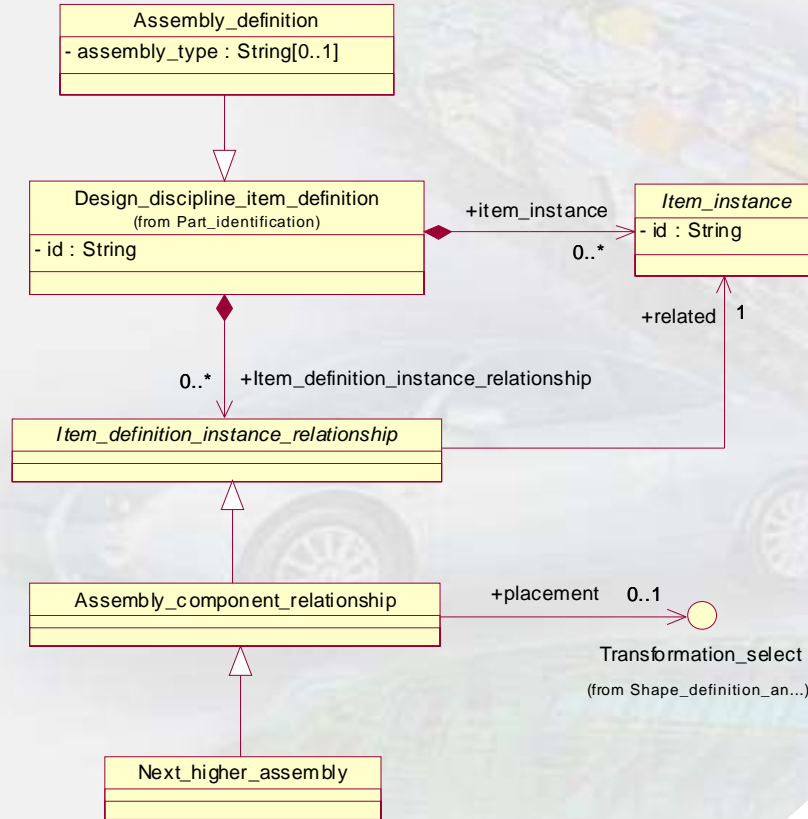 Assembly_definition
- assembly_type : String[0..1]
Design_discipline_item_definition
(from Part_identification)
- id : String
+item_instance
0..*
Item_instance
- id : String
+related
1
0..*
+Item_definition_instance_relationship
Item_definition_instance_relationship
Assembly_component_relationship
+placement
0..1
Transformation_select
(from Shape_definition_an...)
Next_higher_assembly